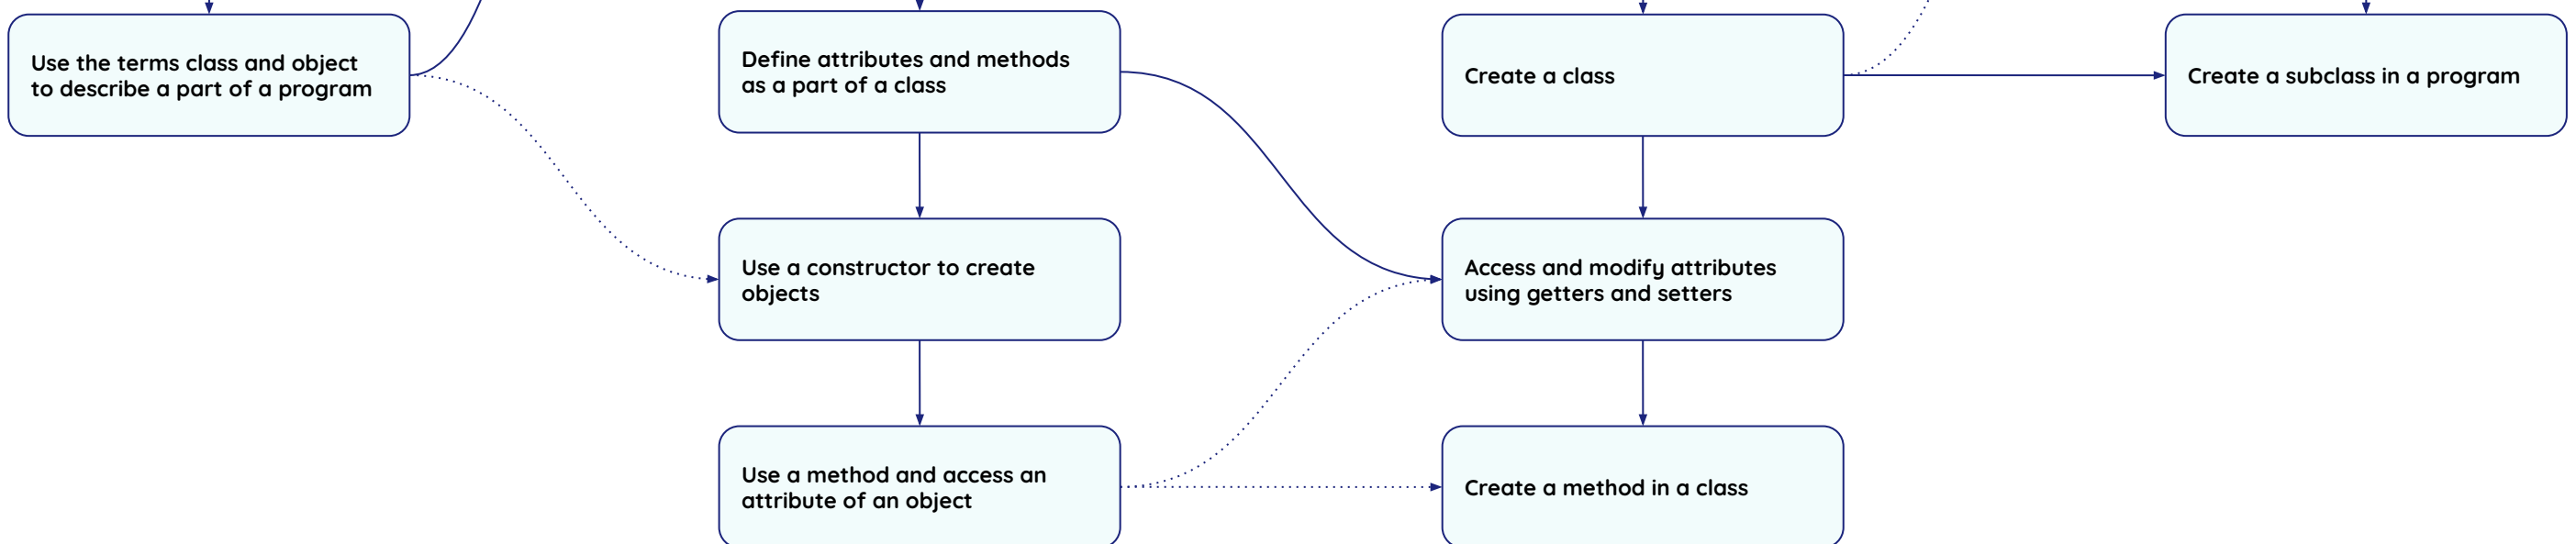 Use the terms class and object
to describe a part of a program
Define attributes and methods
as a part of a class
Create a class
Create a subclass in a program
Use a constructor to create
objects
Access and modify attributes
using getters and setters
Use a method and access an
attribute of an object
Create a method in a class